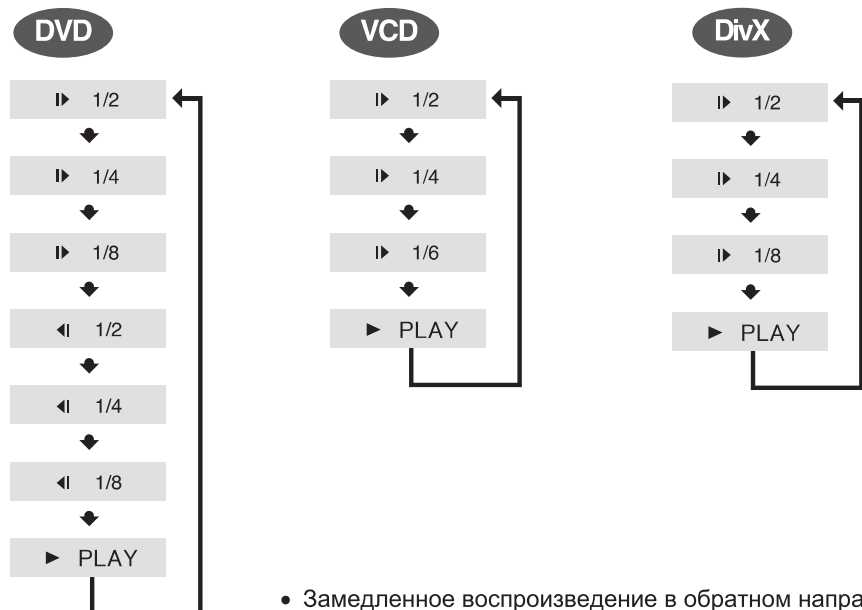 DVD
I▶ 1/2
I▶ 1/4
I▶ 1/8
◀I 1/2
◀I 1/4
◀I 1/8
► PLAY
VCD
I▶ 1/2
I▶ 1/4
I▶ 1/6
► PLAY
DivX
I▶ 1/2
I▶ 1/4
I▶ 1/8
► PLAY
• Замедленное воспроизведение в обратном